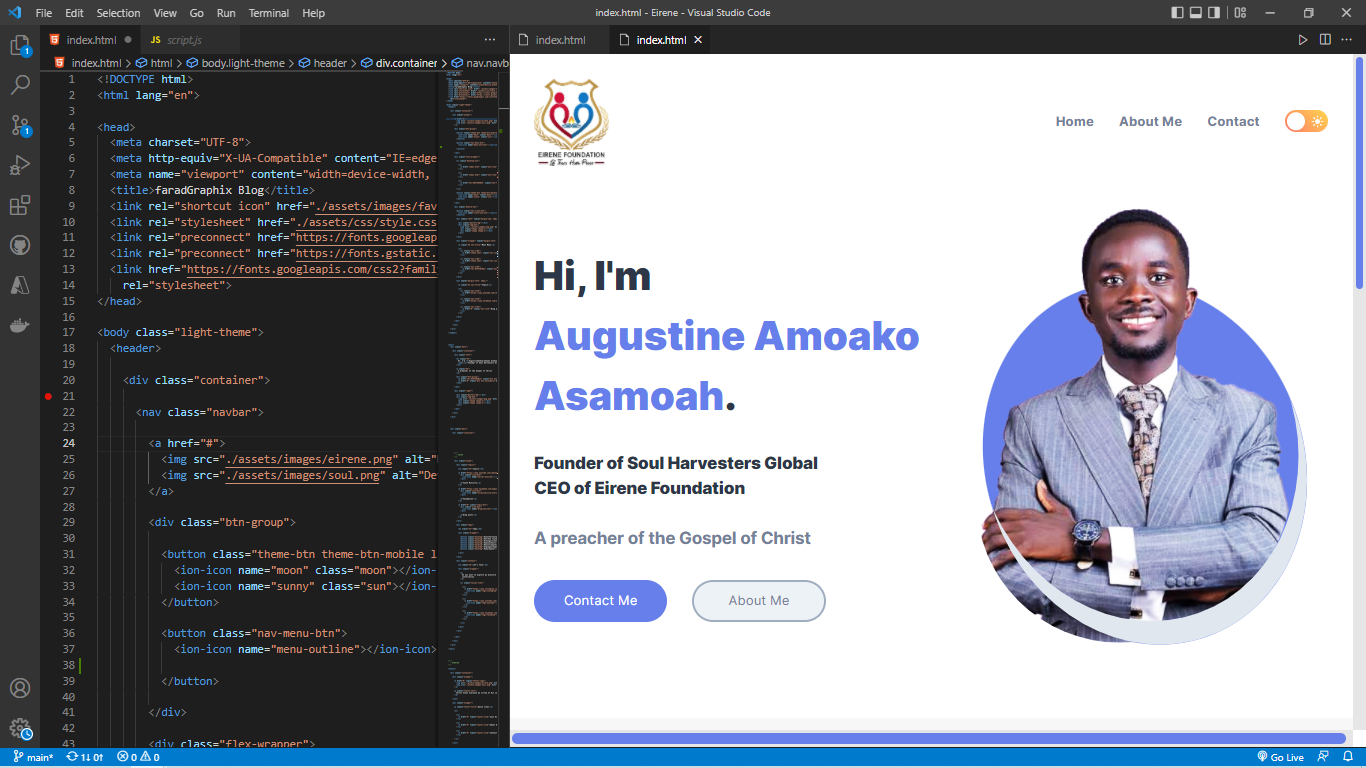 File Edit Selection View Go Run Terminal Help
index.html - Eirene - Visual Studio Code
index.html
JS script.js
index.html
index.html
index.html > html > body.light-theme > header > div.container > nav.navb
1 <!DOCTYPE html>
2 <html lang="en">
3
4 <head>
5 <meta charset="UTF-8">
6 <meta http-equiv="X-UA-Compatible" content="IE=edge
7 <meta name="viewport" content="width=device-width,
8 <title>faradGraphix Blog</title>
9 <link rel="shortcut icon" href="./assets/images/fav
10 <link rel="stylesheet" href="./assets/css/style.css
11 <link rel="preconnect" href="https://fonts.googleap
12 <link rel="preconnect" href="https://fonts.gstatic.
13 <link href="https://fonts.googleapis.com/css2?famil
14 rel="stylesheet">
15 </head>
16
17 <body class="light-theme">
18 <header>
19
20 <div class="container">
21
22 <nav class="navbar">
23
24 <a href="#">
25 <img src="./assets/images/eirene.png" alt="
26 <img src="./assets/images/soul.png" alt="De
27 </a>
28
29 <div class="btn-group">
30
31 <button class="theme-btn theme-btn-mobile l
32 <ion-icon name="moon" class="moon"></ion-
33 <ion-icon name="sunny" class="sun"></ion-
34 </button>
35
36 <button class="nav-menu-btn">
37 <ion-icon name="menu-outline"></ion-icon>
38
39 </button>
40
41 </div>
42
43 <div class="flex-wrapper">
EIRENE FOUNDATION
Home About Me Contact
Hi, I'm
Augustine Amoako
Asamoah.
Founder of Soul Harvesters Global
CEO of Eirene Foundation
A preacher of the Gospel of Christ
Contact Me
About Me
1
1
main* 1↓ 0↑ 0 0
Go Live